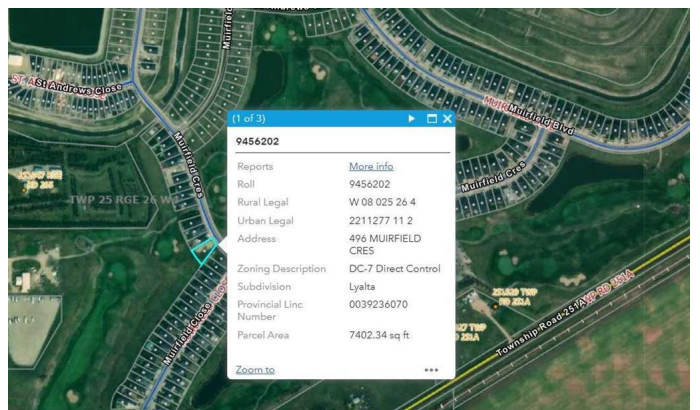 St Andrews Close
Muirfield
Muirfield Cres
TWP 25 RGE 26 W4
Muirfield Blvd
Muirfield Cres
Muirfield Close
Township-Road-251A
(1 of 3)
9456202
Reports More info
Roll 9456202
Rural Legal W 08 025 26 4
Urban Legal 2211277 11 2
Address 496 MUIRFIELD
CRES
Zoning Description DC-7 Direct Control
Subdivision Lyalta
Provincial Linc 0039236070
Number
Parcel Area 7402.34 sq ft
Zoom to